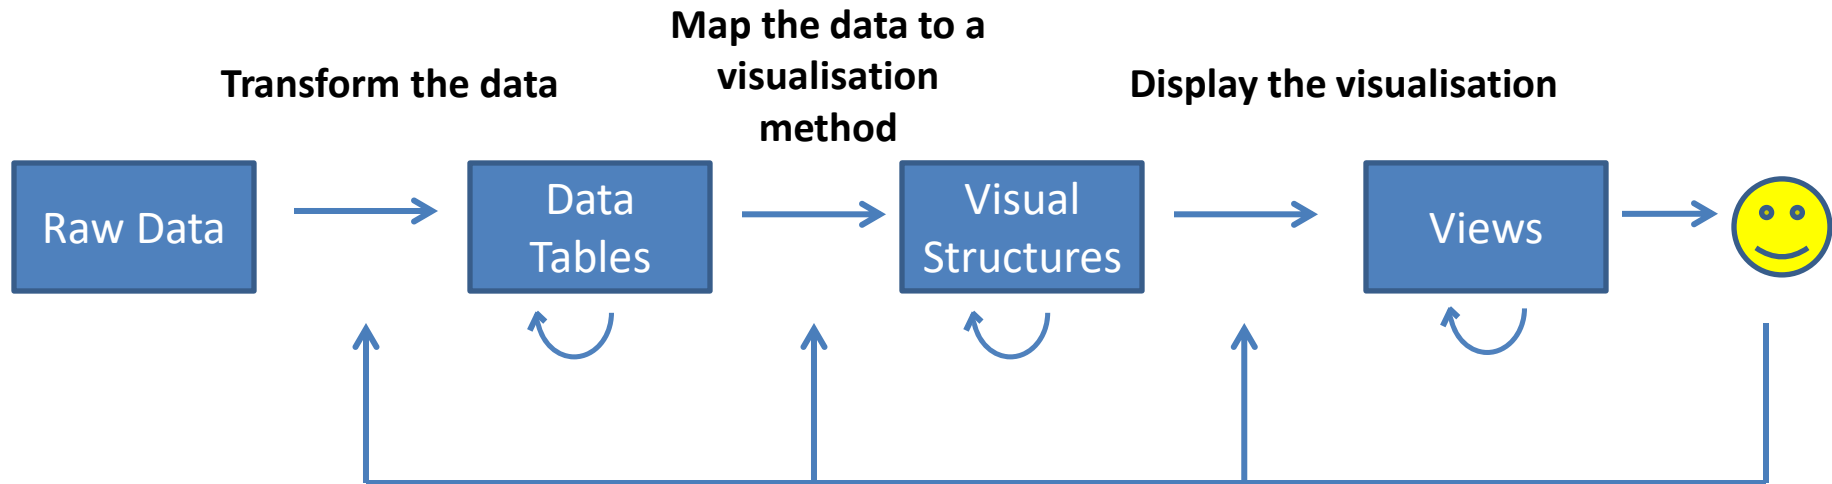 Map the data to a
visualisation
method
Transform the data
Display the visualisation
Raw Data
Data
Tables
Visual
Structures
Views